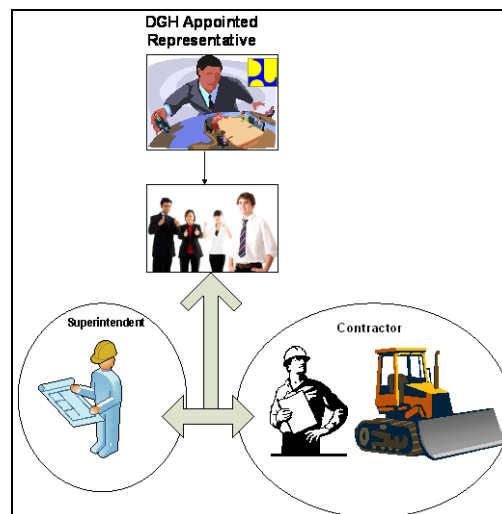 DGH Appointed
Representative
Superintendent
Contractor